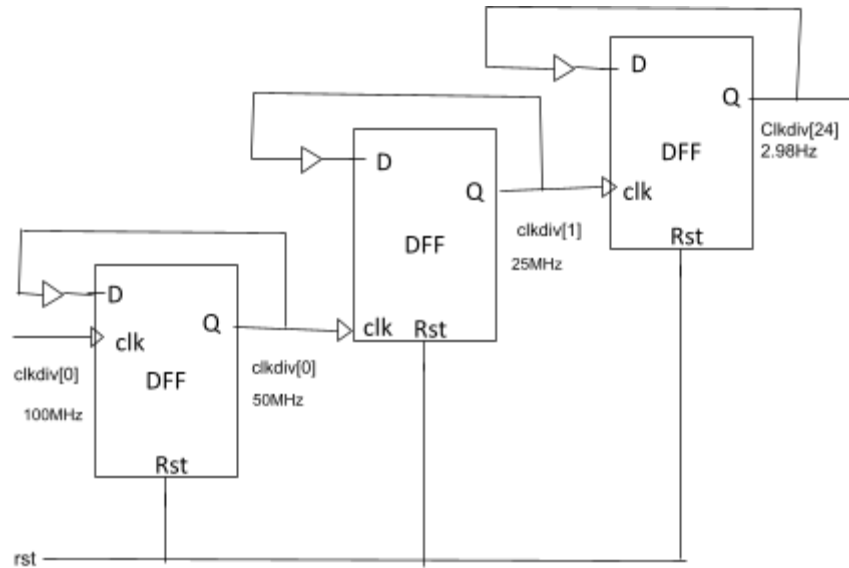 D
Q
DFF
clk
Rst
Clkdiv[24]
2.98Hz
D
Q
DFF
clk
Rst
clkdiv[1]
25MHz
D
Q
clk
DFF
Rst
clkdiv[0]
100MHz
clkdiv[0]
50MHz
rst